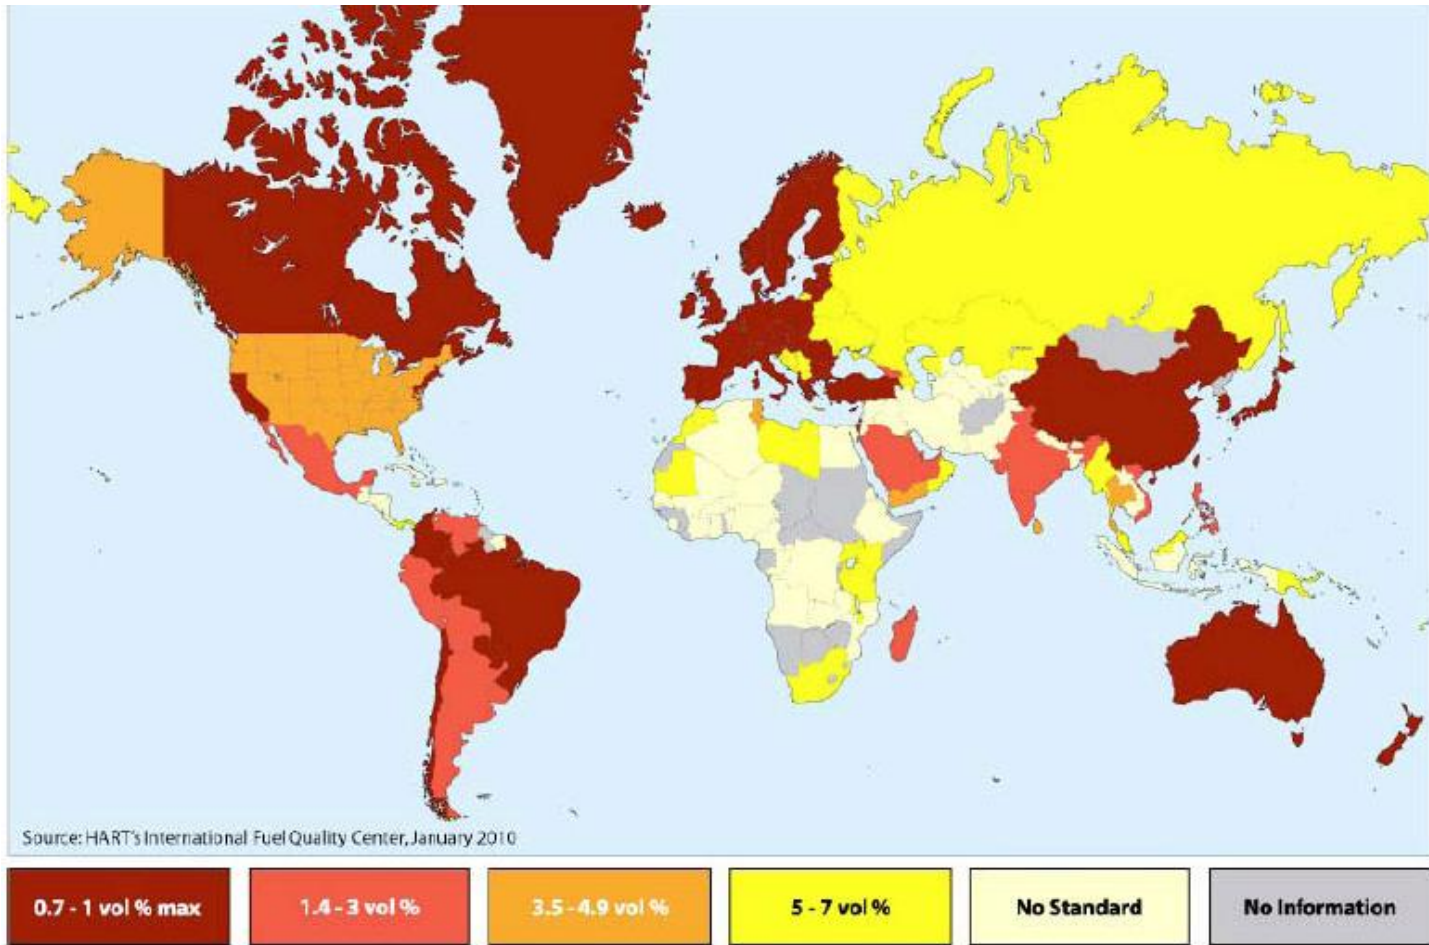 Source: HART's International Fuel Quality Center, January 2010
0.7 - 1 vol % max
1.4 - 3 vol %
3.5 - 4.9 vol %
5 - 7 vol %
No Standard
No Information